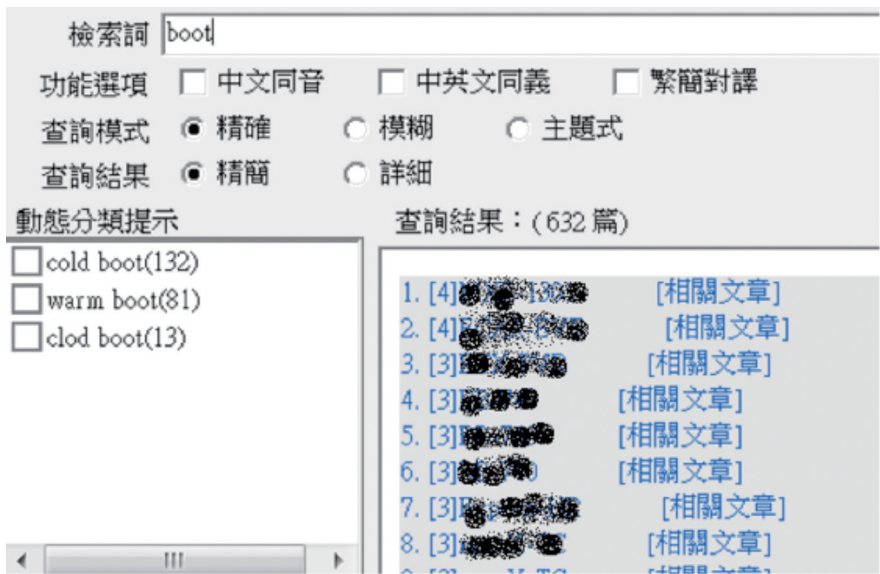 檢索詞 boot
功能選項 中文同音 中英文同義 繁簡對譯
查詢模式 精確 模糊 主題式
查詢結果 精簡 詳細
動態分類提示
cold boot(132)
warm boot(81)
clod boot(13)
查詢結果：(632 篇)
1. [4] [相關文章]
2. [4] [相關文章]
3. [3] [相關文章]
4. [3] [相關文章]
5. [3] [相關文章]
6. [3] [相關文章]
7. [3] [相關文章]
8. [3] [相關文章]